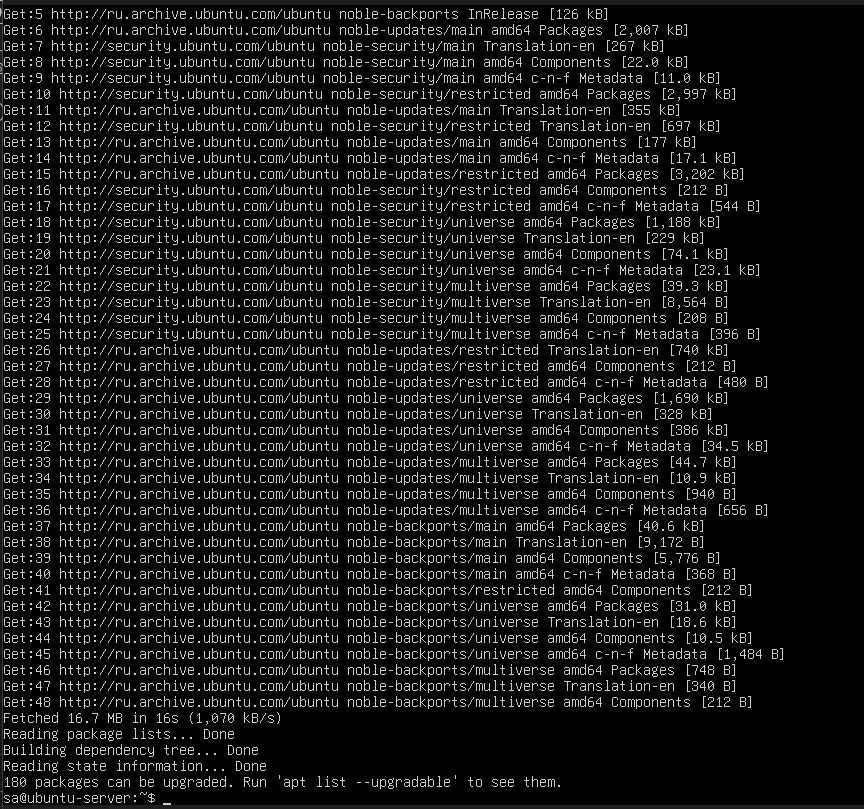 Get:5 http://ru.archive.ubuntu.com/ubuntu noble-backports InRelease [126 kB]
Get:6 http://ru.archive.ubuntu.com/ubuntu noble-updates/main amd64 Packages [2,007 kB]
Get:7 http://security.ubuntu.com/ubuntu noble-security/main Translation-en [267 kB]
Get:8 http://security.ubuntu.com/ubuntu noble-security/main amd64 Components [22.0 kB]
Get:9 http://security.ubuntu.com/ubuntu noble-security/main amd64 c-n-f Metadata [11.0 kB]
Get:10 http://security.ubuntu.com/ubuntu noble-security/restricted amd64 Packages [2,997 kB]
Get:11 http://ru.archive.ubuntu.com/ubuntu noble-updates/main Translation-en [355 kB]
Get:12 http://security.ubuntu.com/ubuntu noble-security/restricted Translation-en [697 kB]
Get:13 http://ru.archive.ubuntu.com/ubuntu noble-updates/main amd64 Components [177 kB]
Get:14 http://ru.archive.ubuntu.com/ubuntu noble-updates/main amd64 c-n-f Metadata [17.1 kB]
Get:15 http://ru.archive.ubuntu.com/ubuntu noble-updates/restricted amd64 Packages [3,202 kB]
Get:16 http://security.ubuntu.com/ubuntu noble-security/restricted amd64 Components [212 B]
Get:17 http://security.ubuntu.com/ubuntu noble-security/restricted amd64 c-n-f Metadata [544 B]
Get:18 http://security.ubuntu.com/ubuntu noble-security/universe amd64 Packages [1,188 kB]
Get:19 http://security.ubuntu.com/ubuntu noble-security/universe Translation-en [229 kB]
Get:20 http://security.ubuntu.com/ubuntu noble-security/universe amd64 Components [74.1 kB]
Get:21 http://security.ubuntu.com/ubuntu noble-security/universe amd64 c-n-f Metadata [23.1 kB]
Get:22 http://security.ubuntu.com/ubuntu noble-security/multiverse amd64 Packages [39.3 kB]
Get:23 http://security.ubuntu.com/ubuntu noble-security/multiverse Translation-en [8,564 B]
Get:24 http://security.ubuntu.com/ubuntu noble-security/multiverse amd64 Components [208 B]
Get:25 http://security.ubuntu.com/ubuntu noble-security/multiverse amd64 c-n-f Metadata [396 B]
Get:26 http://ru.archive.ubuntu.com/ubuntu noble-updates/restricted Translation-en [740 kB]
Get:27 http://ru.archive.ubuntu.com/ubuntu noble-updates/restricted amd64 Components [212 B]
Get:28 http://ru.archive.ubuntu.com/ubuntu noble-updates/restricted amd64 c-n-f Metadata [480 B]
Get:29 http://ru.archive.ubuntu.com/ubuntu noble-updates/universe amd64 Packages [1,690 kB]
Get:30 http://ru.archive.ubuntu.com/ubuntu noble-updates/universe Translation-en [328 kB]
Get:31 http://ru.archive.ubuntu.com/ubuntu noble-updates/universe amd64 Components [386 kB]
Get:32 http://ru.archive.ubuntu.com/ubuntu noble-updates/universe amd64 c-n-f Metadata [34.5 kB]
Get:33 http://ru.archive.ubuntu.com/ubuntu noble-updates/multiverse amd64 Packages [44.7 kB]
Get:34 http://ru.archive.ubuntu.com/ubuntu noble-updates/multiverse Translation-en [10.9 kB]
Get:35 http://ru.archive.ubuntu.com/ubuntu noble-updates/multiverse amd64 Components [940 B]
Get:36 http://ru.archive.ubuntu.com/ubuntu noble-updates/multiverse amd64 c-n-f Metadata [656 B]
Get:37 http://ru.archive.ubuntu.com/ubuntu noble-backports/main amd64 Packages [40.6 kB]
Get:38 http://ru.archive.ubuntu.com/ubuntu noble-backports/main Translation-en [9,172 B]
Get:39 http://ru.archive.ubuntu.com/ubuntu noble-backports/main amd64 Components [5,776 B]
Get:40 http://ru.archive.ubuntu.com/ubuntu noble-backports/main amd64 c-n-f Metadata [368 B]
Get:41 http://ru.archive.ubuntu.com/ubuntu noble-backports/restricted amd64 Components [212 B]
Get:42 http://ru.archive.ubuntu.com/ubuntu noble-backports/universe amd64 Packages [31.0 kB]
Get:43 http://ru.archive.ubuntu.com/ubuntu noble-backports/universe Translation-en [18.6 kB]
Get:44 http://ru.archive.ubuntu.com/ubuntu noble-backports/universe amd64 Components [10.5 kB]
Get:45 http://ru.archive.ubuntu.com/ubuntu noble-backports/universe amd64 c-n-f Metadata [1,484 B]
Get:46 http://ru.archive.ubuntu.com/ubuntu noble-backports/multiverse amd64 Packages [748 B]
Get:47 http://ru.archive.ubuntu.com/ubuntu noble-backports/multiverse Translation-en [340 B]
Get:48 http://ru.archive.ubuntu.com/ubuntu noble-backports/multiverse amd64 Components [212 B]
Fetched 16.7 MB in 16s (1,070 kB/s)
Reading package lists... Done
Building dependency tree... Done
Reading state information... Done
180 packages can be upgraded. Run 'apt list --upgradable' to see them.
sa@ubuntu-server:~$ _